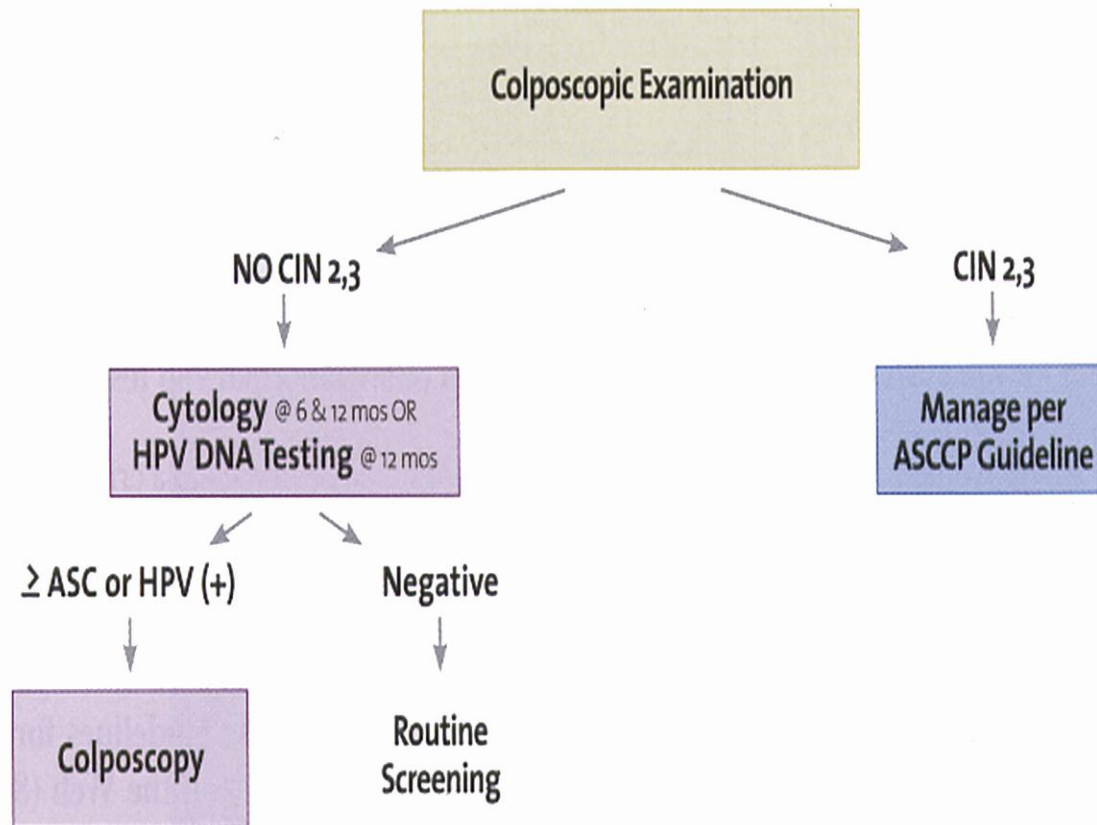 Colposcopic Examination
NO CIN 2,3
CIN 2,3
Cytology @ 6 & 12 mos OR
HPV DNA Testing @ 12 mos
Manage per
ASCCP Guideline
≥ ASC or HPV (+)
Negative
Colposcopy
Routine
Screening